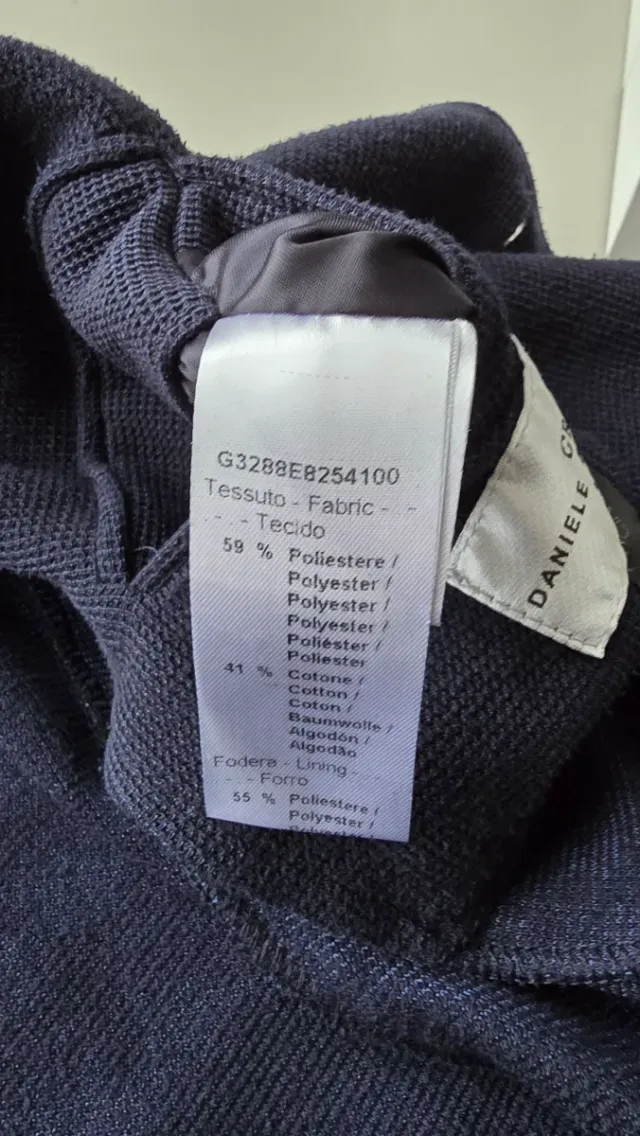 G3288E8254100
Tessuto - Fabric - -
- . - Tecido
59 % Poliestere /
Polyester /
Polyester /
Polyester /
Poliéster /
Poliester
41 % Cotone /
Cotton /
Coton /
Baumwolle /
Algodón /
Algodão
Fodera - Lining - -
- . - Forro
55 % Poliestere /
Polyester /
DANIELE